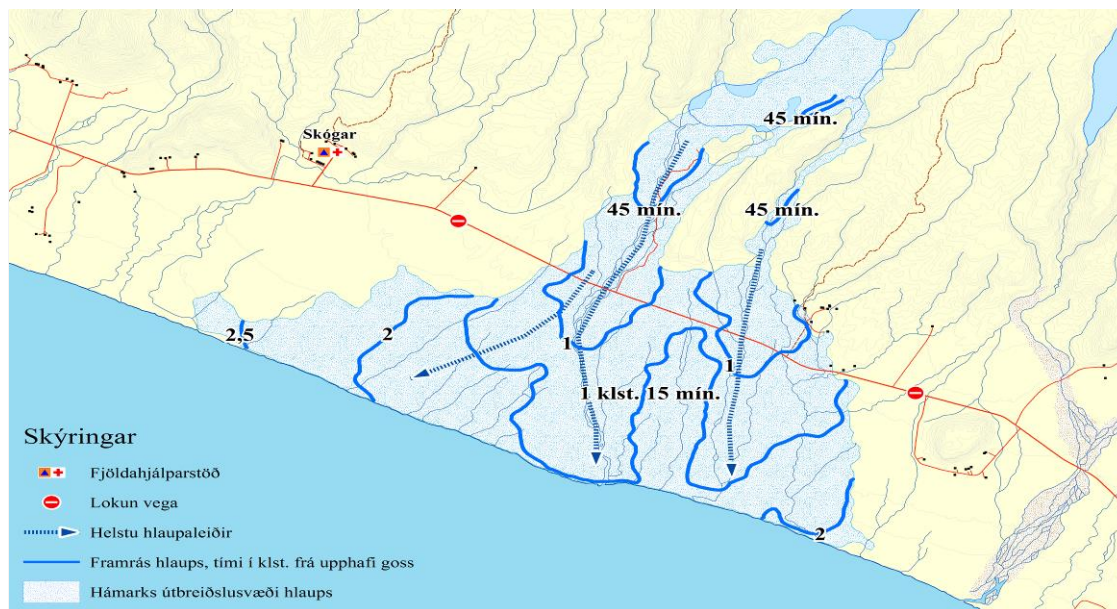 45 mín.
Skógar
45 mín.
45 mín.
2,5
2
1
1
1 klst. 15 mín.
2
Skýringar
Fjöldahjálparstöð
Lokun vega
Helstu hlaupaleiðir
Framrás hlaups, tími í klst. frá upphafi goss
Hámarks útbreiðslusvæði hlaups